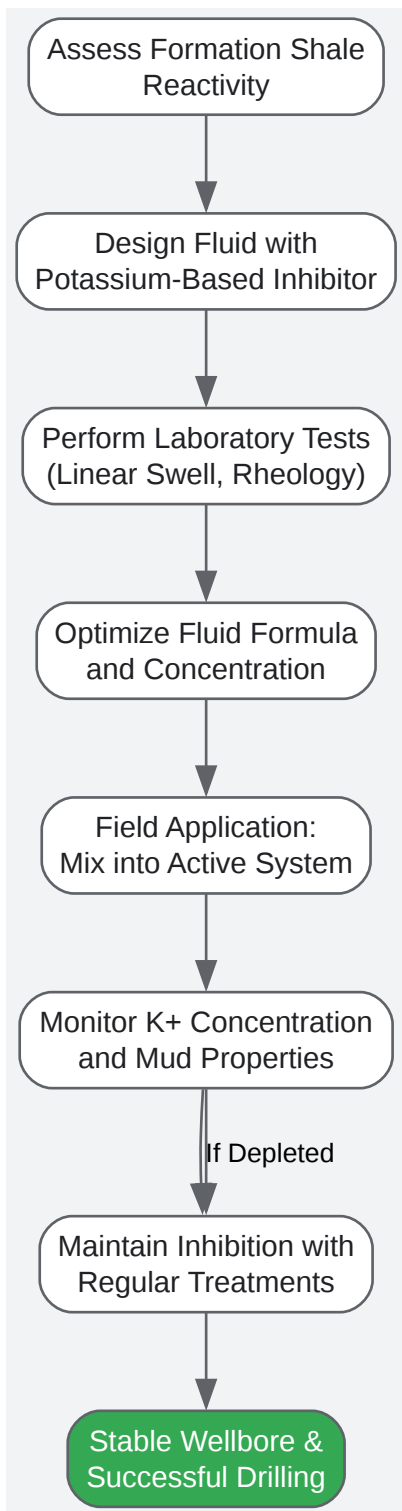 Assess Formation Shale
Reactivity
Design Fluid with
Potassium-Based Inhibitor
Perform Laboratory Tests
(Linear Swell, Rheology)
Optimize Fluid Formula
and Concentration
Field Application:
Mix into Active System
Monitor K+ Concentration
and Mud Properties
If Depleted
Maintain Inhibition with
Regular Treatments
Stable Wellbore &
Successful Drilling